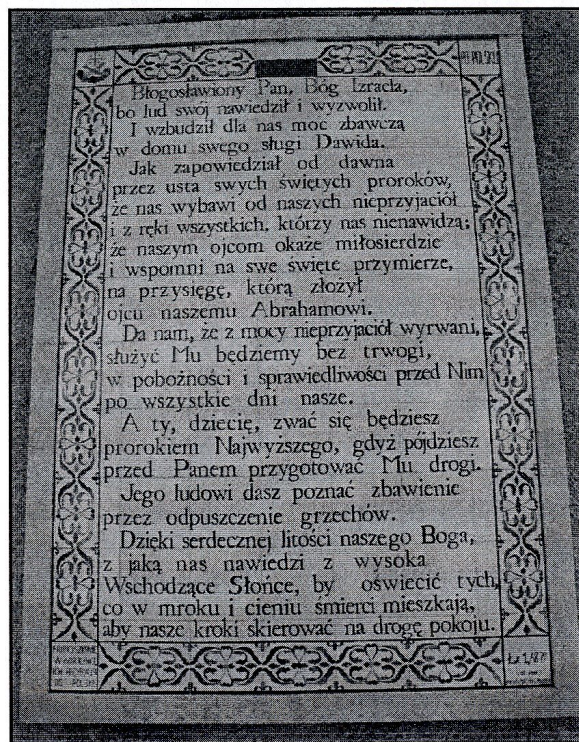 PO POLSKU
Błogosławiony Pan, Bóg Izraela,
bo lud swój nawiedził i wyzwolił.
I wzbudził dla nas moc zbawczą
w domu swego sługi Dawida.
Jak zapowiedział od dawna
przez usta swych świętych proroków,
że nas wybawi od naszych nieprzyjaciół
i z ręki wszystkich, którzy nas nienawidzą;
że naszym ojcom okaże miłosierdzie
i wspomni na swe święte przymierze,
na przysięgę, którą złożył
ojcu naszemu Abrahamowi.
Da nam, że z mocy nieprzyjaciół wyrwani,
służyć Mu będziemy bez trwogi,
w pobożności i sprawiedliwości przed Nim
po wszystkie dni nasze.
A ty, dziecię, zwać się będziesz
prorokiem Najwyższego, gdyż pójdziesz
przed Panem przygotować Mu drogi.
Jego ludowi dasz poznać zbawienie
przez odpuszczenie grzechów.
Dzięki serdecznej litości naszego Boga,
z jaką nas nawiedzi z wysoka
Wschodzące Słońce, by oświecić tych,
co w mroku i cieniu śmierci mieszkają,
aby nasze kroki skierować na drogę pokoju.